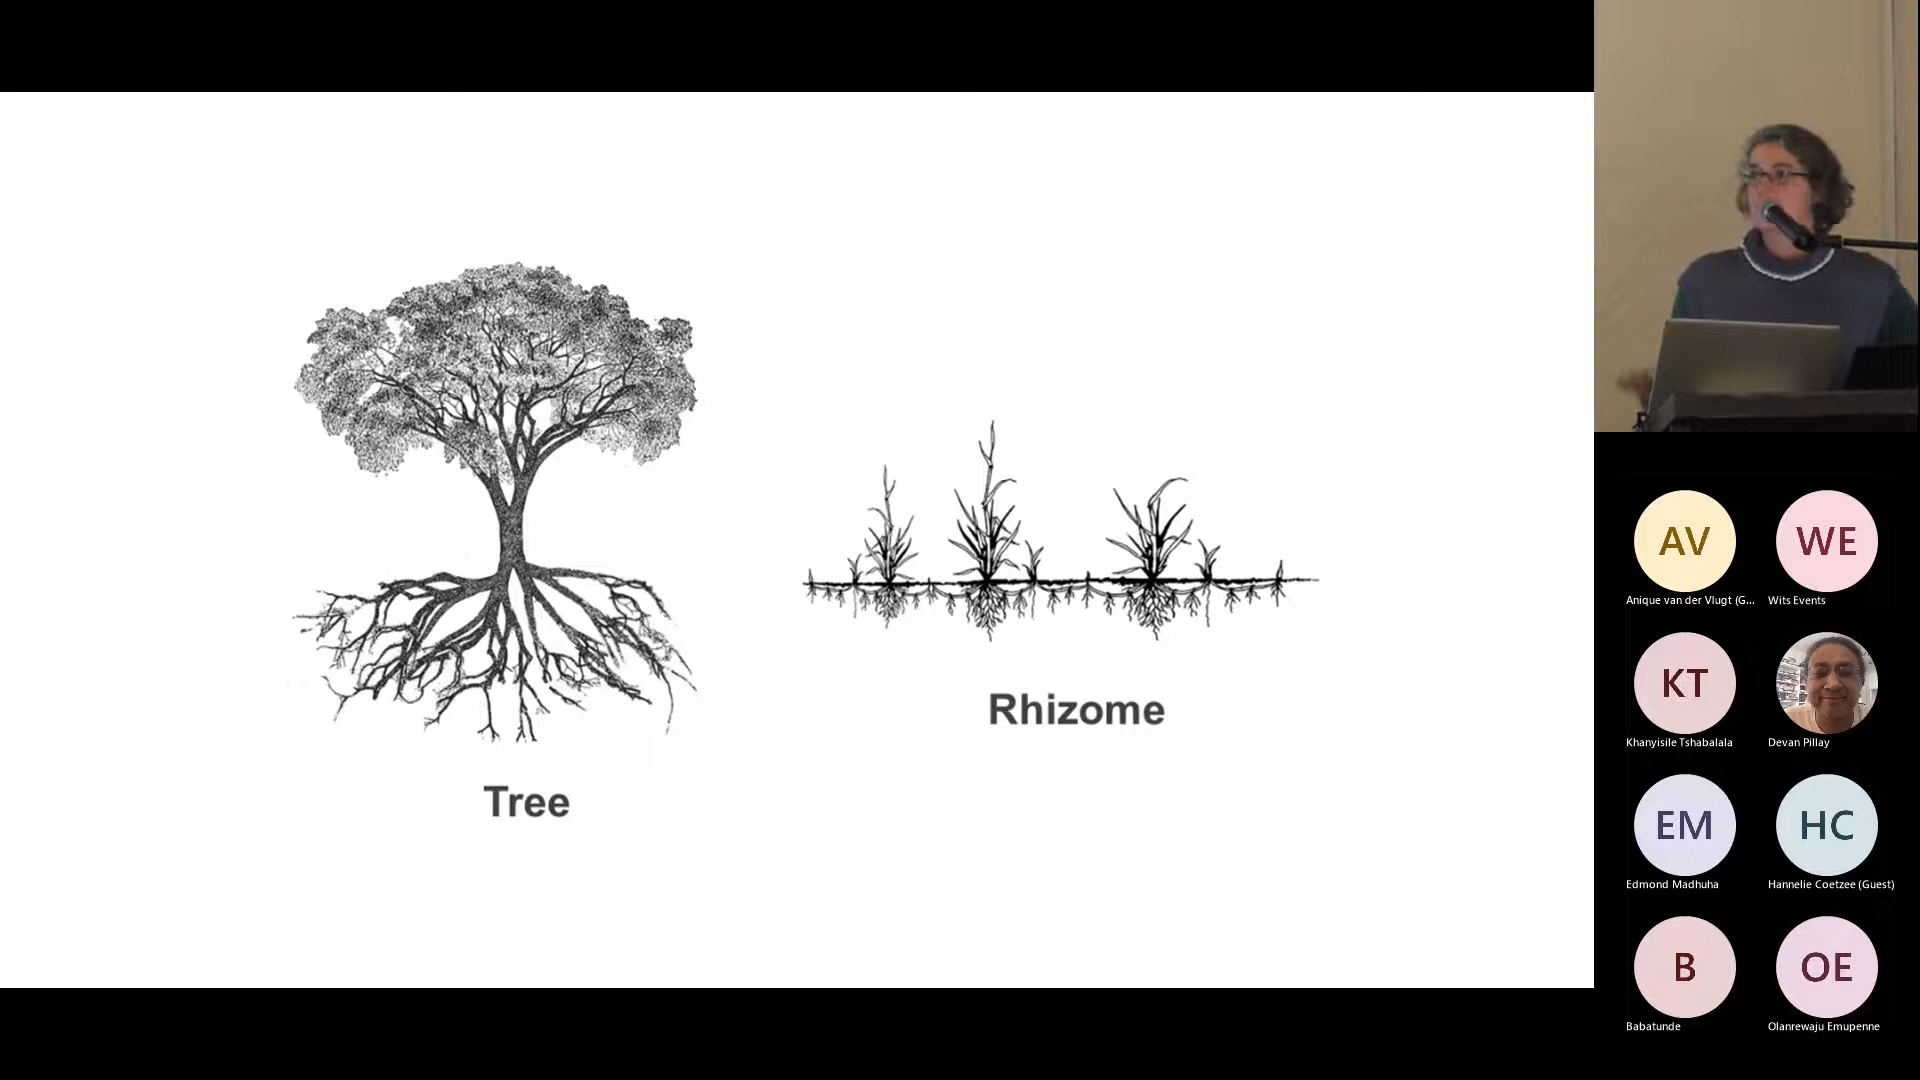 Tree
Rhizome
AV
WE
Anique van der Vlugt (G...
Wits Events
KT
Khanyisile Tshabalala
Devan Pillay
EM
HC
Edmond Madhuha
Hannelie Coetzee (Guest)
B
OE
Babatunde
Olanrewaju Emupenne